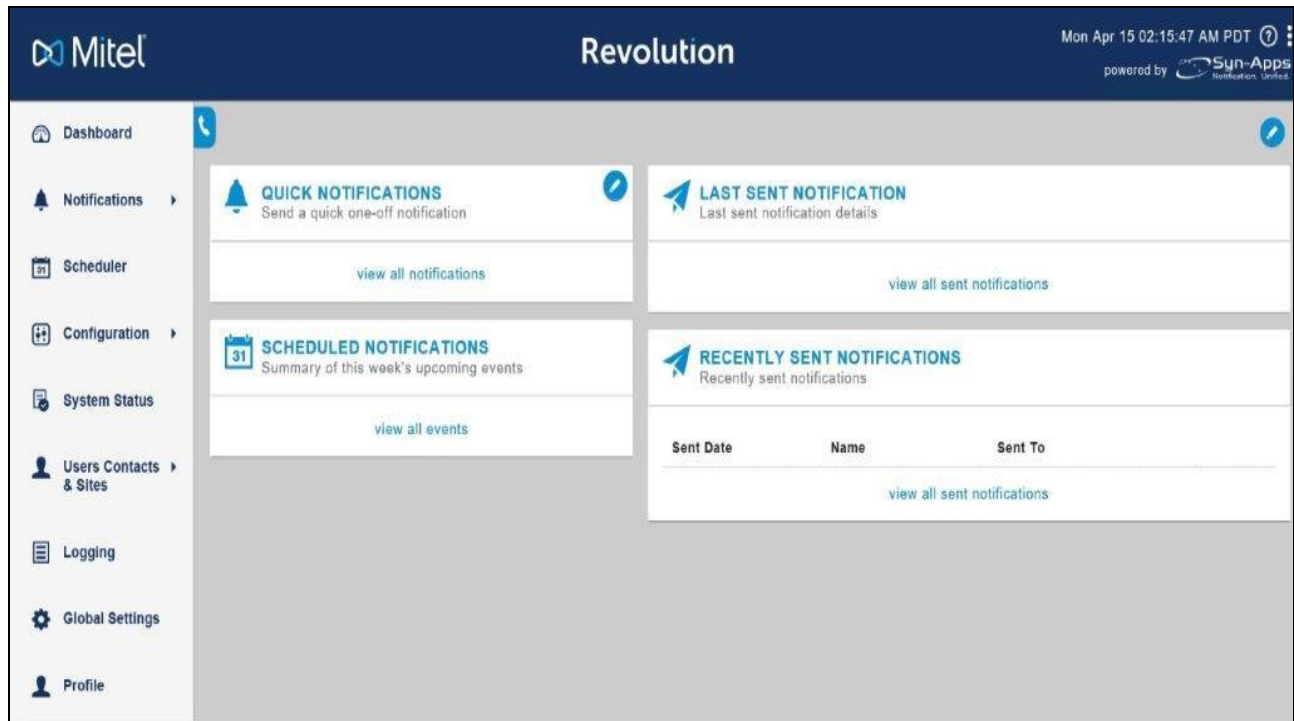 Mitel
Revolution
Mon Apr 15 02:15:47 AM PDT ?
powered by Syn-Apps
Notification. Unified.
Dashboard
Notifications
Scheduler
31
Configuration
System Status
Users Contacts
& Sites
Logging
Global Settings
Profile
QUICK NOTIFICATIONS
Send a quick one-off notification
view all notifications
31
SCHEDULED NOTIFICATIONS
Summary of this week's upcoming events
view all events
LAST SENT NOTIFICATION
Last sent notification details
view all sent notifications
RECENTLY SENT NOTIFICATIONS
Recently sent notifications
Sent Date Name Sent To
view all sent notifications